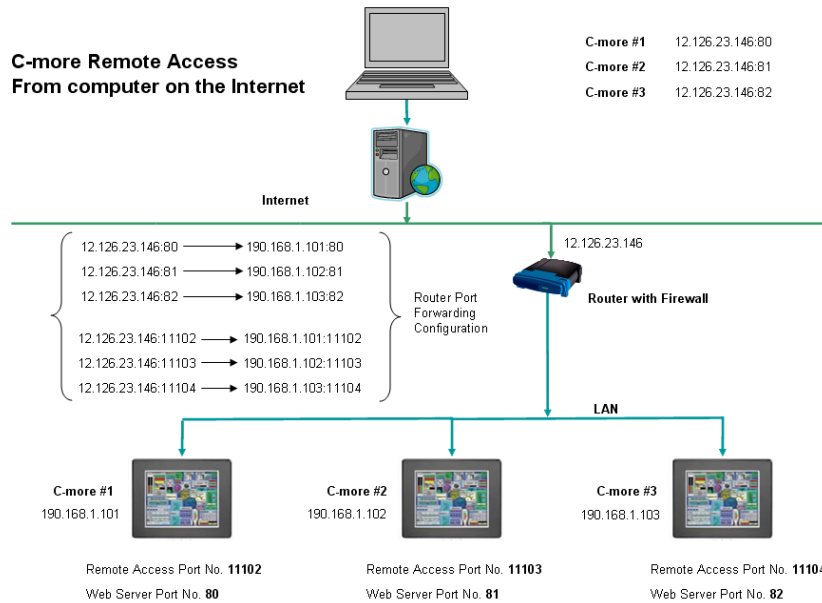 C-more Remote Access
From computer on the Internet
C-more #1 12.126.23.146:80
C-more #2 12.126.23.146:81
C-more #3 12.126.23.146:82
Internet
12.126.23.146
Router with Firewall
12.126.23.146:80 190.168.1.101:80
12.126.23.146:81 190.168.1.102:81
12.126.23.146:82 190.168.1.103:82
12.126.23.146:11102 190.168.1.101:11102
12.126.23.146:11103 190.168.1.102:11103
12.126.23.146:11104 190.168.1.103:11104
Router Port
Forwarding
Configuration
LAN
C-more #1
190.168.1.101
Remote Access Port No. 11102
Web Server Port No. 80
C-more #2
190.168.1.102
Remote Access Port No. 11103
Web Server Port No. 81
C-more #3
190.168.1.103
Remote Access Port No. 11104
Web Server Port No. 82